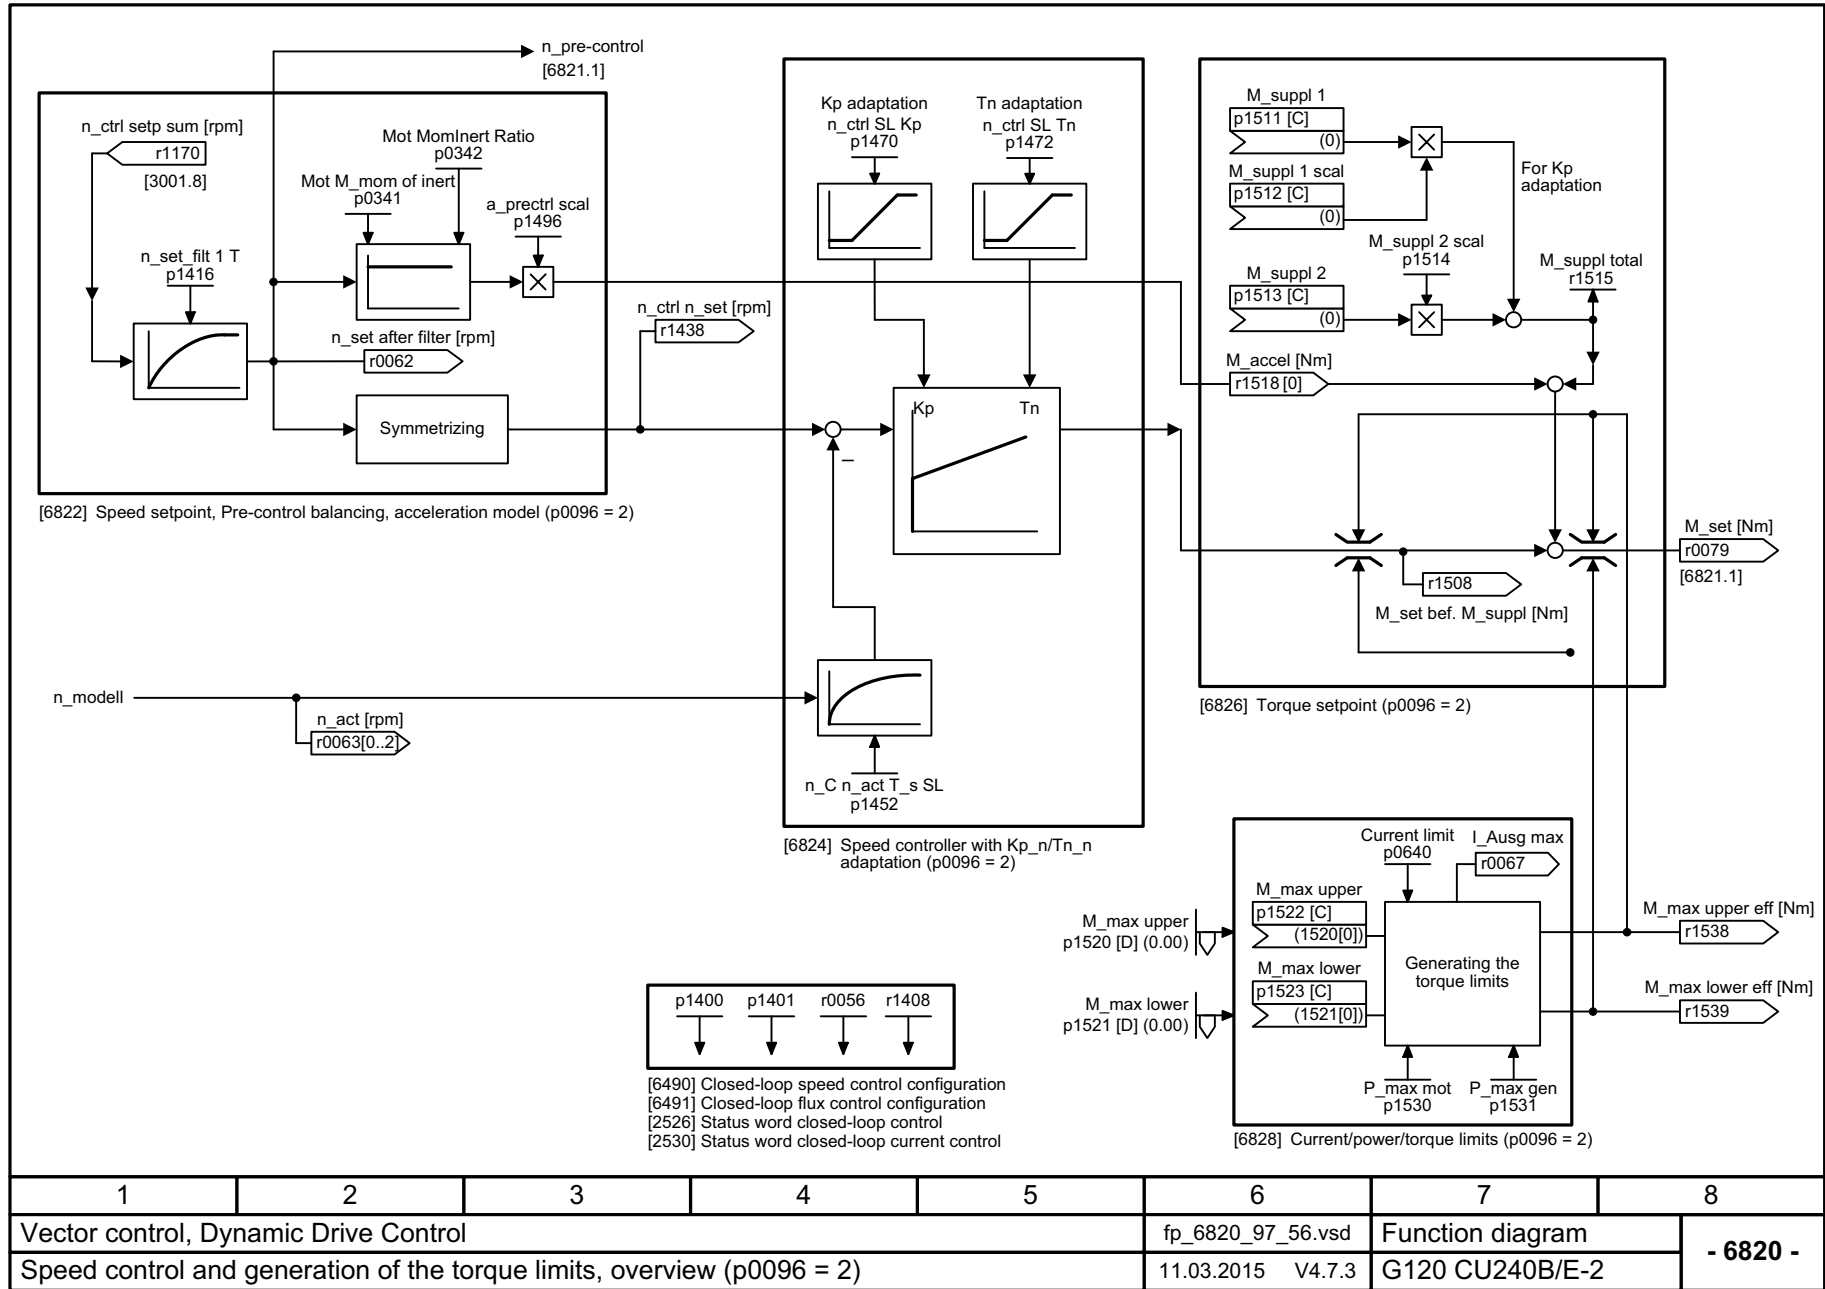 n_pre-control
[6821.1]
n_ctrl setp sum [rpm]
r1170
[3001.8]
Mot MomInert Ratio
p0342
Mot M_mom of inert
p0341
a_prectrl scal
p1496
n_set_filt 1 T
p1416
n_set after filter [rpm]
r0062
Symmetrizing
[6822] Speed setpoint, Pre-control balancing, acceleration model (p0096 = 2)
n_ctrl n_set [rpm]
r1438
n_modell
n_act [rpm]
r0063[0..2]
Kp adaptation
n_ctrl SL Kp
p1470
Tn adaptation
n_ctrl SL Tn
p1472
Kp
Tn
–
n_C n_act T_s SL
p1452
[6824] Speed controller with Kp_n/Tn_n
adaptation (p0096 = 2)
M_suppl 1
p1511 [C]
(0)
M_suppl 1 scal
p1512 [C]
(0)
For Kp
adaptation
M_suppl 2 scal
p1514
M_suppl 2
p1513 [C]
(0)
M_suppl total
r1515
M_accel [Nm]
r1518 [0]
r1508
M_set bef. M_suppl [Nm]
M_set [Nm]
r0079
[6821.1]
[6826] Torque setpoint (p0096 = 2)
Current limit
p0640
I_Ausg max
r0067
M_max upper
p1520 [D] (0.00)
M_max upper
p1522 [C]
(1520[0])
M_max lower
p1521 [D] (0.00)
M_max lower
p1523 [C]
(1521[0])
Generating the
torque limits
M_max upper eff [Nm]
r1538
M_max lower eff [Nm]
r1539
P_max mot
p1530
P_max gen
p1531
[6828] Current/power/torque limits (p0096 = 2)
p1400 p1401 r0056 r1408
[6490] Closed-loop speed control configuration
[6491] Closed-loop flux control configuration
[2526] Status word closed-loop control
[2530] Status word closed-loop current control
1 2 3 4 5 6 7 8
Vector control, Dynamic Drive Control
fp_6820_97_56.vsd
Function diagram
- 6820 -
Speed control and generation of the torque limits, overview (p0096 = 2)
11.03.2015 V4.7.3
G120 CU240B/E-2